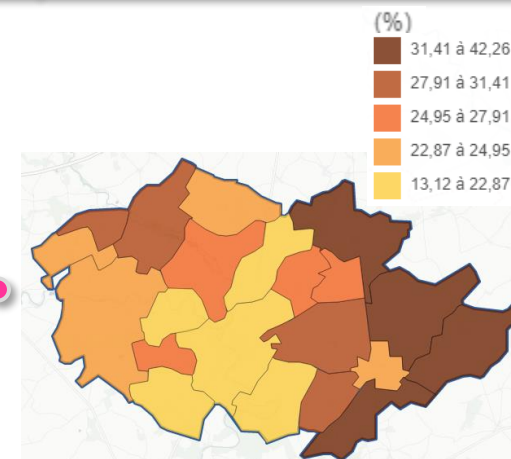 (%)
31,41 à 42,26
27,91 à 31,41
24,95 à 27,91
22,87 à 24,95
13,12 à 22,87